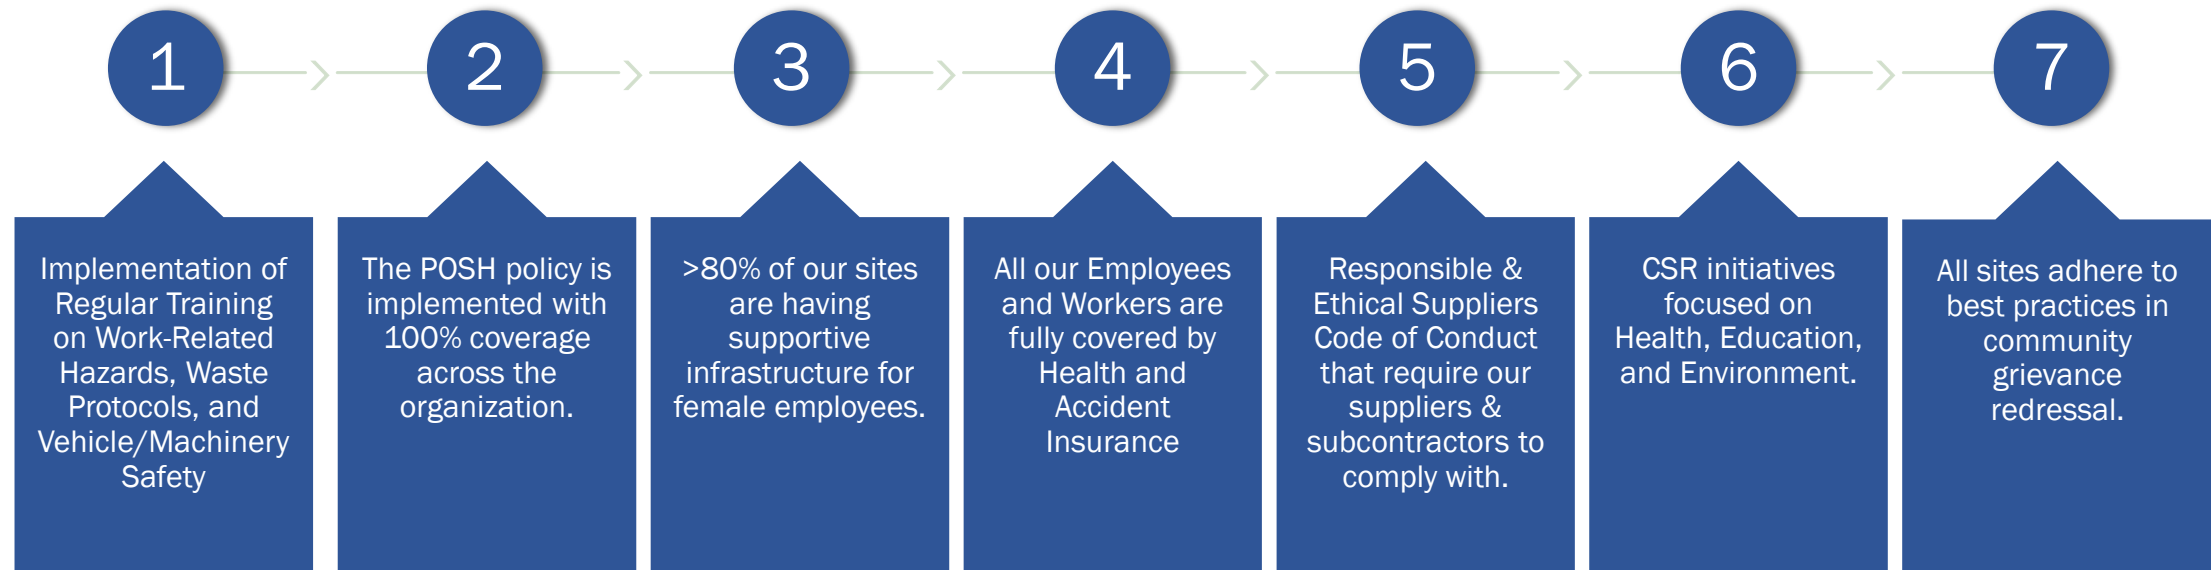 1
2
3
4
5
6
7
Implementation of
Regular Training
on Work-Related
Hazards, Waste
Protocols, and
Vehicle/Machinery
Safety
The POSH policy is
implemented with
100% coverage
across the
organization.
>80% of our sites
are having
supportive
infrastructure for
female employees.
All our Employees
and Workers are
fully covered by
Health and
Accident
Insurance
Responsible &
Ethical Suppliers
Code of Conduct
that require our
suppliers &
subcontractors to
comply with.
CSR initiatives
focused on
Health, Education,
and Environment.
All sites adhere to
best practices in
community
grievance
redressal.